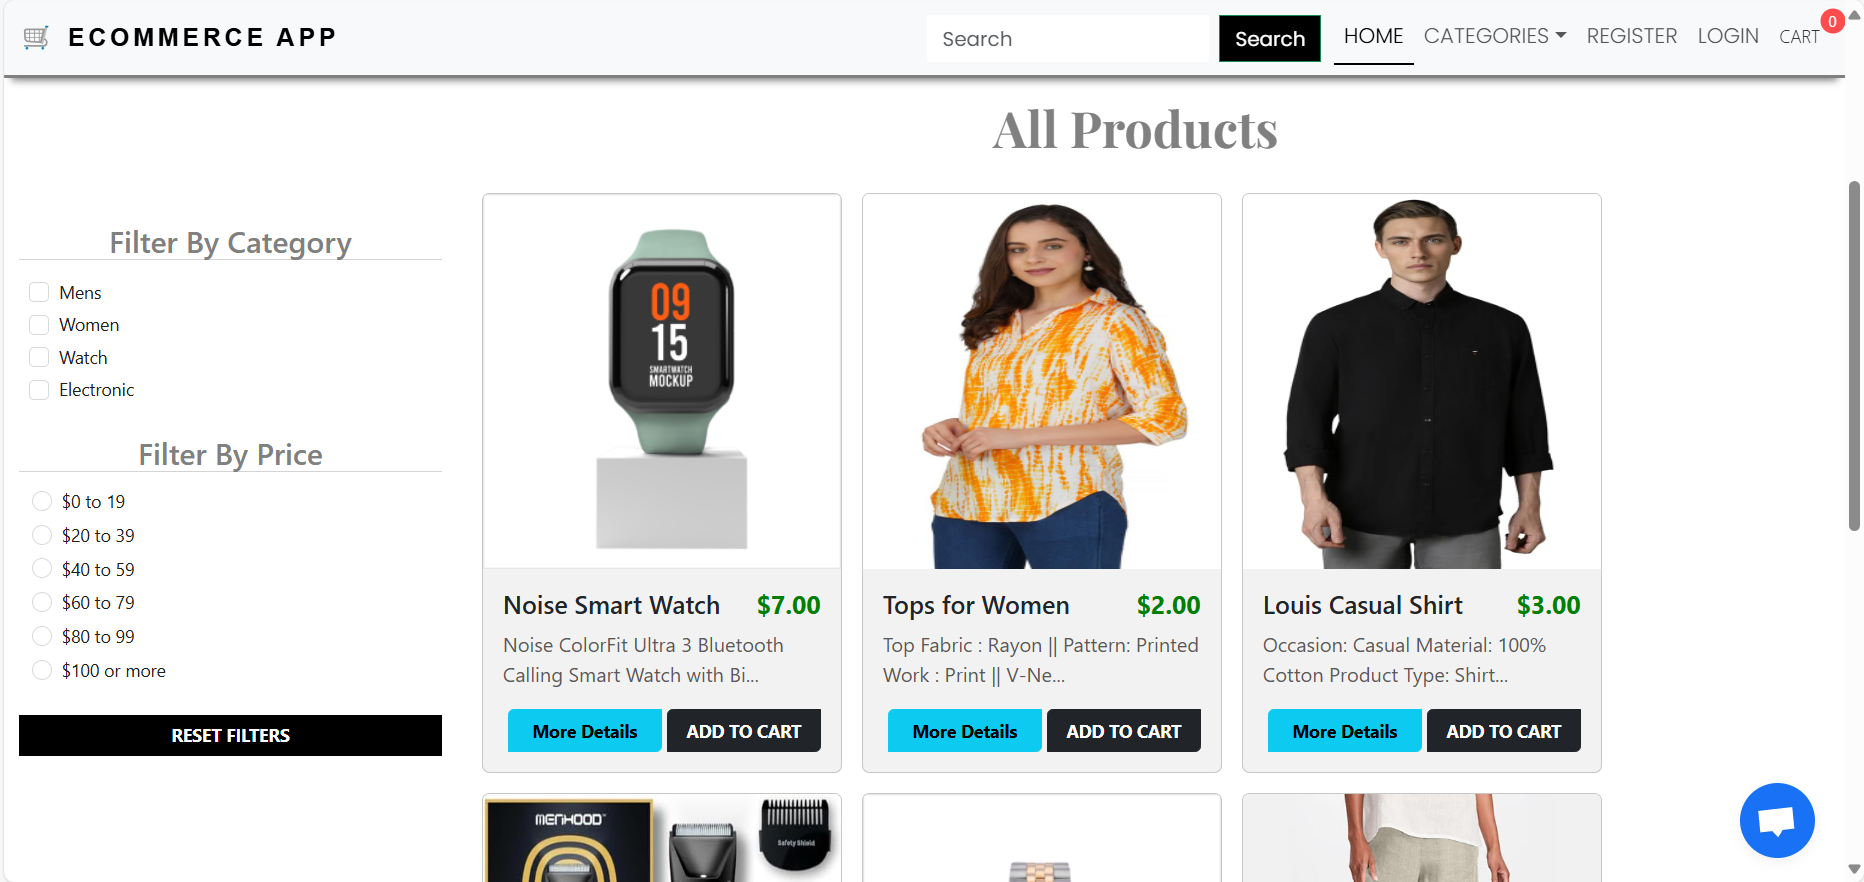 ECOMMERCE APP
Search
Search
HOME
CATEGORIES
REGISTER
LOGIN
CART
0
All Products
Filter By Category
Mens
Women
Watch
Electronic
Filter By Price
$0 to 19
$20 to 39
$40 to 59
$60 to 79
$80 to 99
$100 or more
RESET FILTERS
09
15
SMARTWATCH
MOCKUP
Noise Smart Watch $7.00
Noise ColorFit Ultra 3 Bluetooth
Calling Smart Watch with Bi...
More Details
ADD TO CART
Tops for Women $2.00
Top Fabric : Rayon || Pattern: Printed
Work : Print || V-Ne...
More Details
ADD TO CART
Louis Casual Shirt $3.00
Occasion: Casual Material: 100%
Cotton Product Type: Shirt...
More Details
ADD TO CART
MENHOOD
Safety Shield